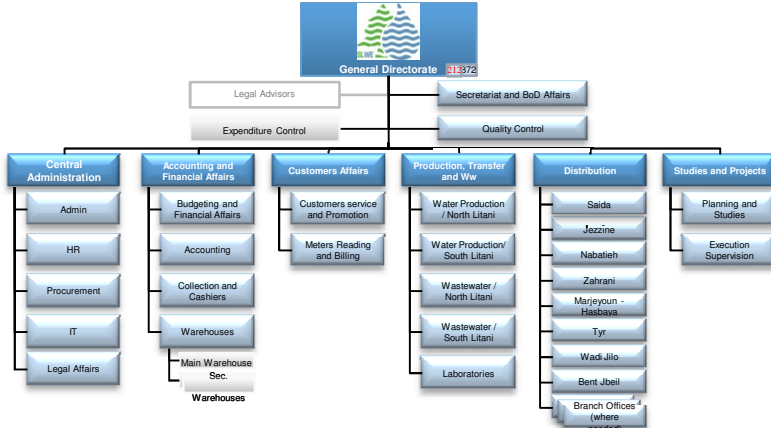 SLWE
General Directorate
212
872
Legal Advisors
Secretariat and BoD Affairs
Expenditure Control
Quality Control
Central
Administration
Accounting and
Financial Affairs
Customers Affairs
Production, Transfer
and Ww
Distribution
Studies and Projects
Admin
HR
Procurement
IT
Legal Affairs
Budgeting and
Financial Affairs
Accounting
Collection and
Cashiers
Warehouses
Main Warehouse
Sec.
Warehouses
Customers service
and Promotion
Meters Reading
and Billing
Water Production
/ North Litani
Water Production/
South Litani
Wastewater /
North Litani
Wastewater /
South Litani
Laboratories
Saida
Jezzine
Nabatieh
Zahrani
Marjeyoun -
Hasbaya
Tyr
Wadi Jilo
Bent Jbeil
Branch Offices
(where
needed)
Planning and
Studies
Execution
Supervision